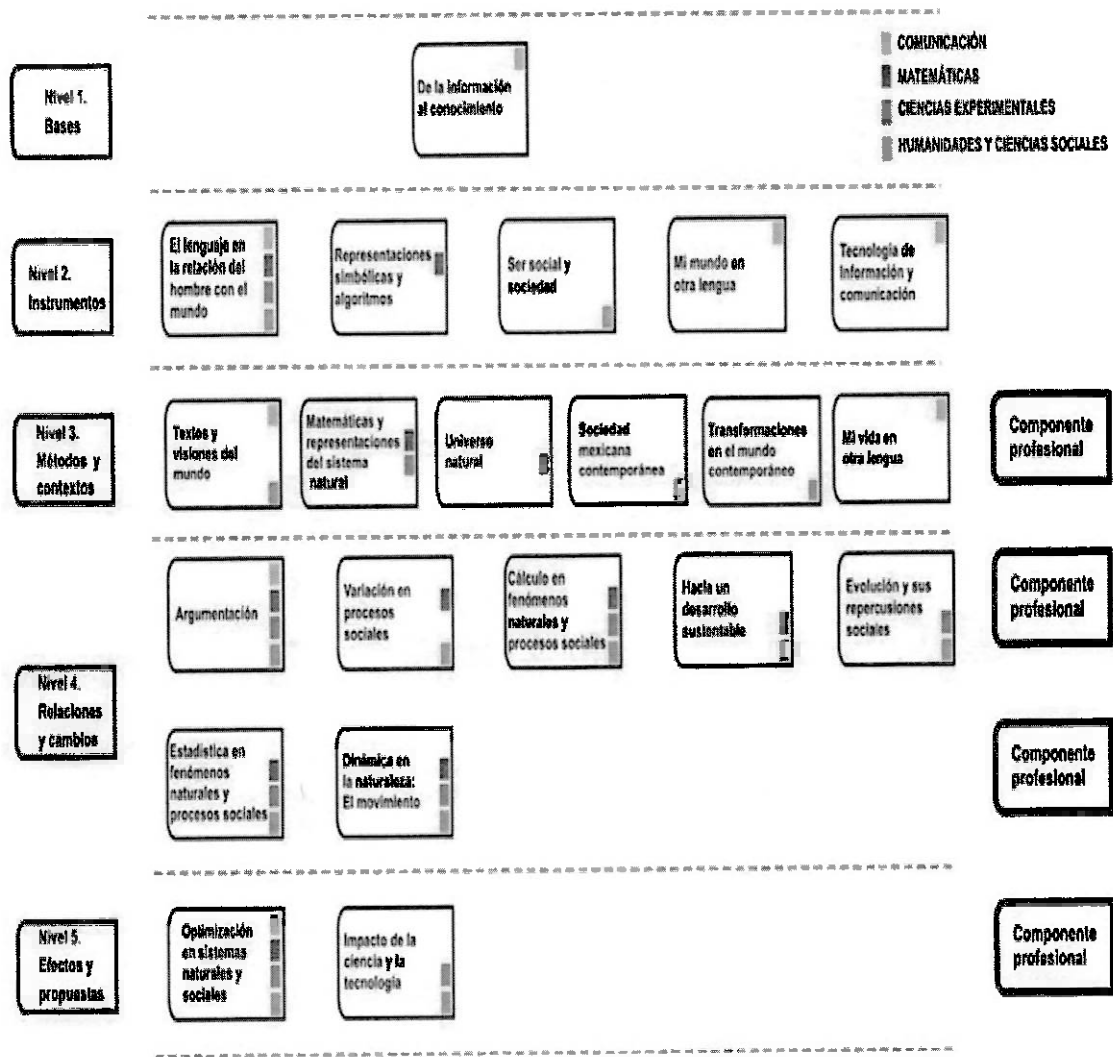 COMUNICACIÓN
MATEMÁTICAS
CIENCIAS EXPERIMENTALES
HUMANIDADES Y CIENCIAS SOCIALES
Nivel 1.
Bases
De la información
al conocimiento
Nivel 2.
Instrumentos
El lenguaje en
la relación del
hombre con el
mundo
Representaciones
simbólicas y
algoritmos
Ser social y
sociedad
Mi mundo en
otra lengua
Tecnología de
Información y
comunicación
Nivel 3.
Métodos y
contextos
Textos y
visiones del
mundo
Matemáticas y
representaciones
del sistema
natural
Universo
natural
Sociedad
mexicana
contemporánea
Transformaciones
en el mundo
contemporáneo
Mi vida en
otra lengua
Componente
profesional
Nivel 4.
Relaciones
y cambios
Argumentación
Variación en
procesos
sociales
Cálculo en
fenómenos
naturales y
procesos sociales
Hacia un
desarrollo
sustentable
Evolución y sus
repercusiones
sociales
Componente
profesional
Estadística en
fenómenos
naturales y
procesos sociales
Dinámica en
la naturaleza:
El movimiento
Componente
profesional
Nivel 5.
Efectos y
propuestas
Optimización
en sistemas
naturales y
sociales
Impacto de la
ciencia y la
tecnología
Componente
profesional